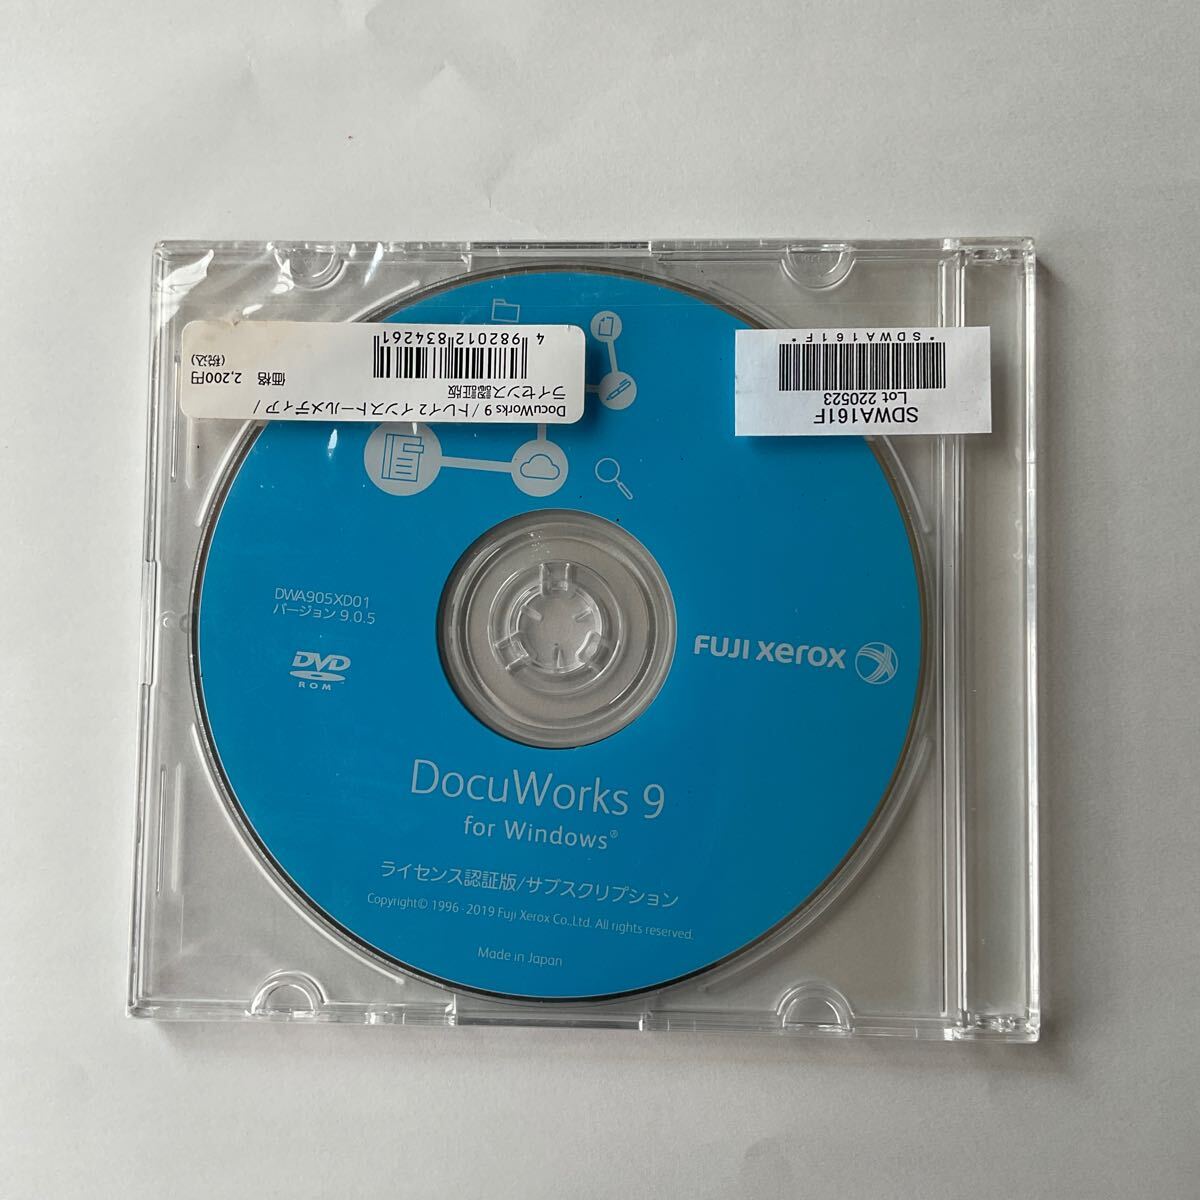 DocuWorks 9 / トレイ2 インストールメディア /
ライセンス認証版
価格 2,200円
(税込)
4 982012 834261
SDWA161F
Lot 220523
*SDWA161F*
DWA905XD01
バージョン 9.0.5
DVD
ROM
FUJI xerox
DocuWorks 9
for Windows®
ライセンス認証版/サブスクリプション
Copyright© 1996-2019 Fuji Xerox Co.,Ltd. All rights reserved.
Made in Japan